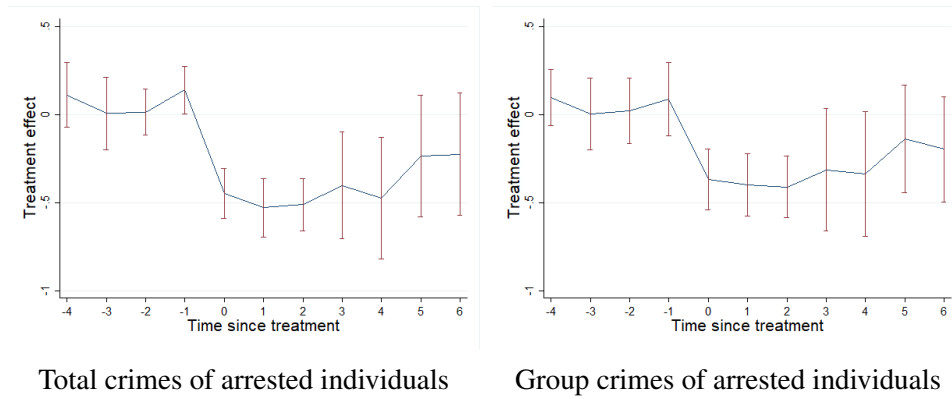 .5
0
-.5
-1
Treatment effect
-4 -3 -2 -1 0 1 2 3 4 5 6
Time since treatment
Total crimes of arrested individuals
.5
0
-.5
-1
Treatment effect
-4 -3 -2 -1 0 1 2 3 4 5 6
Time since treatment
Group crimes of arrested individuals